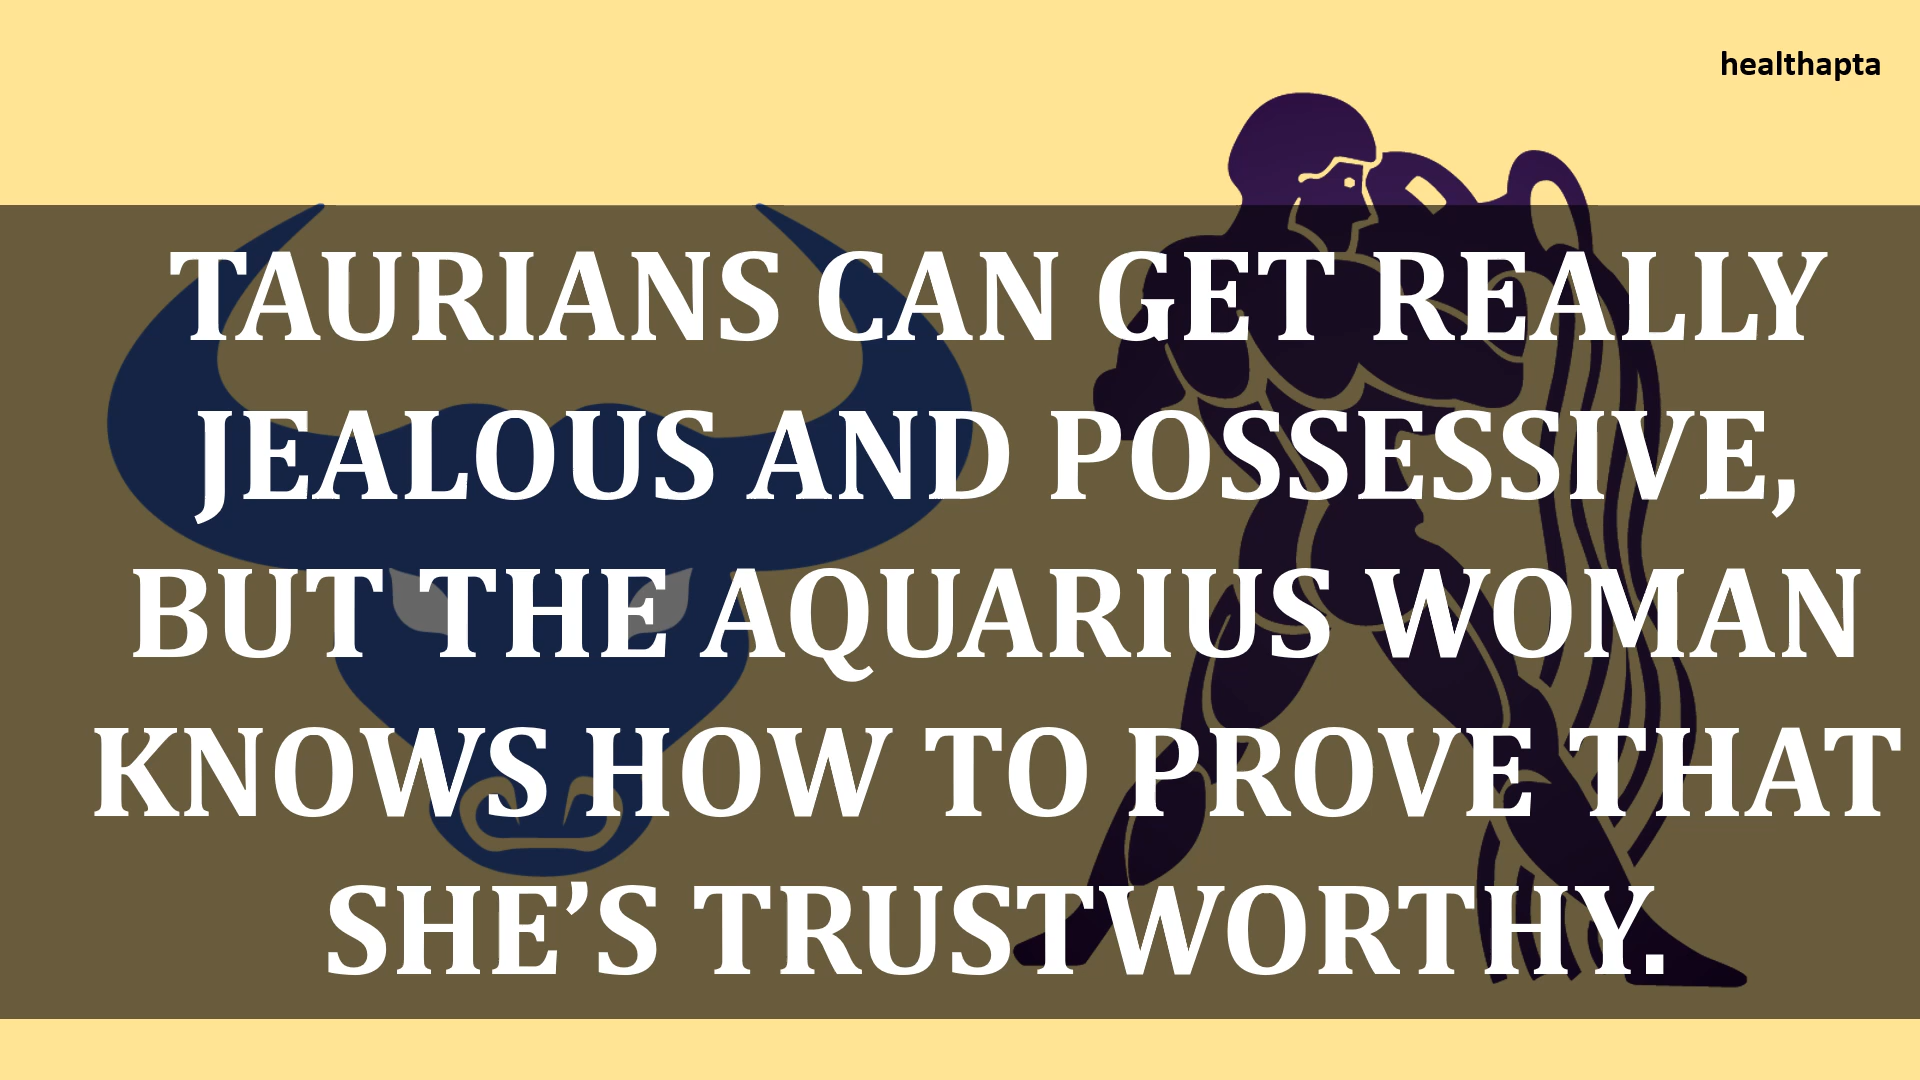 healthapta
TAURIANS CAN GET REALLY
JEALOUS AND POSSESSIVE,
BUT THE AQUARIUS WOMAN
KNOWS HOW TO PROVE THAT
SHE’S TRUSTWORTHY.